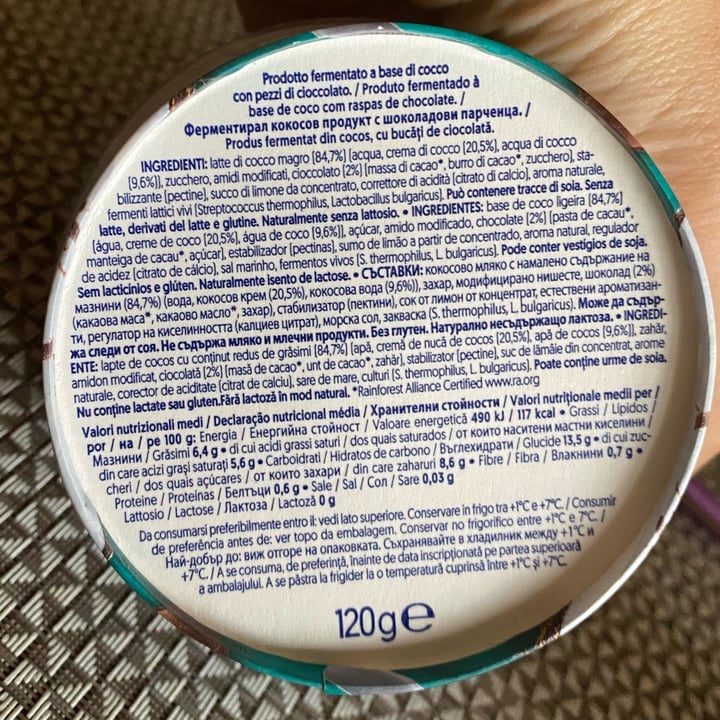 Prodotto fermentato a base di cocco
con pezzi di cioccolato. / Produto fermentado à
base de coco com raspas de chocolate. /
Ферментирал кокосов продукт с шоколадови парченца. /
Produs fermentat din cocos, cu bucăți de ciocolată.
INGREDIENTI: latte di cocco magro [84,7%] [acqua, crema di cocco [20,5%], acqua di cocco
[9,6%]], zucchero, amidi modificati, cioccolato [2%] [massa di cacao*, burro di cacao*, zucchero], sta-
bilizzante [pectine], succo di limone da concentrato, correttore di acidità [citrato di calcio], aroma naturale,
fermenti lattici vivi [Streptococcus thermophilus, Lactobacillus bulgaricus]. Può contenere tracce di soia. Senza
latte, derivati del latte e glutine. Naturalmente senza lattosio. • INGREDIENTES: base de coco ligeira [84,7%]
[água, creme de coco [20,5%], água de coco [9,6%]], açúcar, amido modificado, chocolate [2%] [pasta de cacau*,
manteiga de cacau*, açúcar], estabilizador [pectinas], sumo de limão a partir de concentrado, aroma natural, regulador
de acidez [citrato de cálcio], sal marinho, fermentos vivos [S. thermophilus, L. bulgaricus]. Pode conter vestígios de soja.
Sem lacticinios e glúten. Naturalmente isento de lactose. • СЪСТАВКИ: кокосово мляко с намалено съдържание на
мазнини (84,7%) (вода, кокосов крем (20,5%), кокосова вода (9,6%)), захар, модифицирано нишесте, шоколад (2%)
(какаова маса*, какаово масло*, захар), стабилизатор (пектини), сок от лимон от концентрат, естествени ароматизан-
ти, регулатор на киселинността (калциев цитрат), морска сол, закваска (S. thermophilus, L. bulgaricus). Може да съдър-
жа следи от соя. Не съдържа мляко и млечни продукти. Без глутен. Натурално несъдържащо лактоза. • INGREDI-
ENTE: lapte de cocos cu conținut redus de grăsimi [84,7%] [apă, cremă de nucă de cocos [20,5%], apă de cocos [9,6%]], zahăr,
amidon modificat, ciocolată [2%] [masă de cacao*, unt de cacao*, zahăr], stabilizator [pectine], suc de lămâie din concentrat, arome
naturale, corector de aciditate [citrat de calciu], sare de mare, culturi [S. thermophilus, L. bulgaricus]. Poate conține urme de soia.
Nu conține lactate sau gluten.Fără lactoză în mod natural. *Rainforest Alliance Certified www.ra.org
Valori nutrizionali medi / Declaração nutricional média / Хранителни стойности / Valori nutriționale medii per /
por / на / pe 100 g: Energia / Енергийна стойност / Valoare energetică 490 kJ / 117 kcal • Grassi / Lipidos /
Мазнини / Grăsimi 6,4 g • di cui acidi grassi saturi / dos quais saturados / от които наситени мастни киселини /
din care acizi grași saturați 5,6 g • Carboidrati / Hidratos de carbono / Въглехидрати / Glucide 13,5 g • di cui zuc-
cheri / dos quais açúcares / от които захари / din care zaharuri 8,6 g • Fibre / Fibra / Влакнини 0,7 g •
Proteine / Proteínas / Белтъци 0,6 g • Sale / Sal / Сол / Sare 0,03 g
Lattosio / Lactose / Лактоза / Lactoză 0 g
Da consumarsi preferibilmente entro il: vedi lato superiore. Conservare in frigo tra +1°C e +7°C. / Consumir
de preferência antes de: ver topo da embalagem. Conservar no frigorífico entre +1°C e 7°C. /
Най-добър до: виж отгоре на опаковката. Съхранявайте в хладилник между +1°C и
+7°C. / A se consuma, de preferință, înainte de data inscripționată pe partea superioară
a ambalajului. A se păstra la frigider la o temperatură cuprinsă între +1°C și +7°C.
120 g e